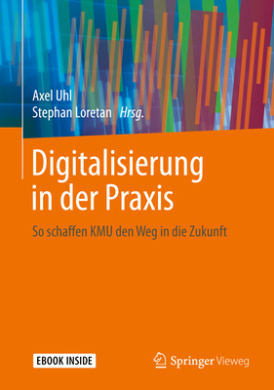 Axel Uhl
Stephan Loretan Hrsg.
Digitalisierung
in der Praxis
So schaffen KMU den Weg in die Zukunft
EBOOK INSIDE
Springer Vieweg